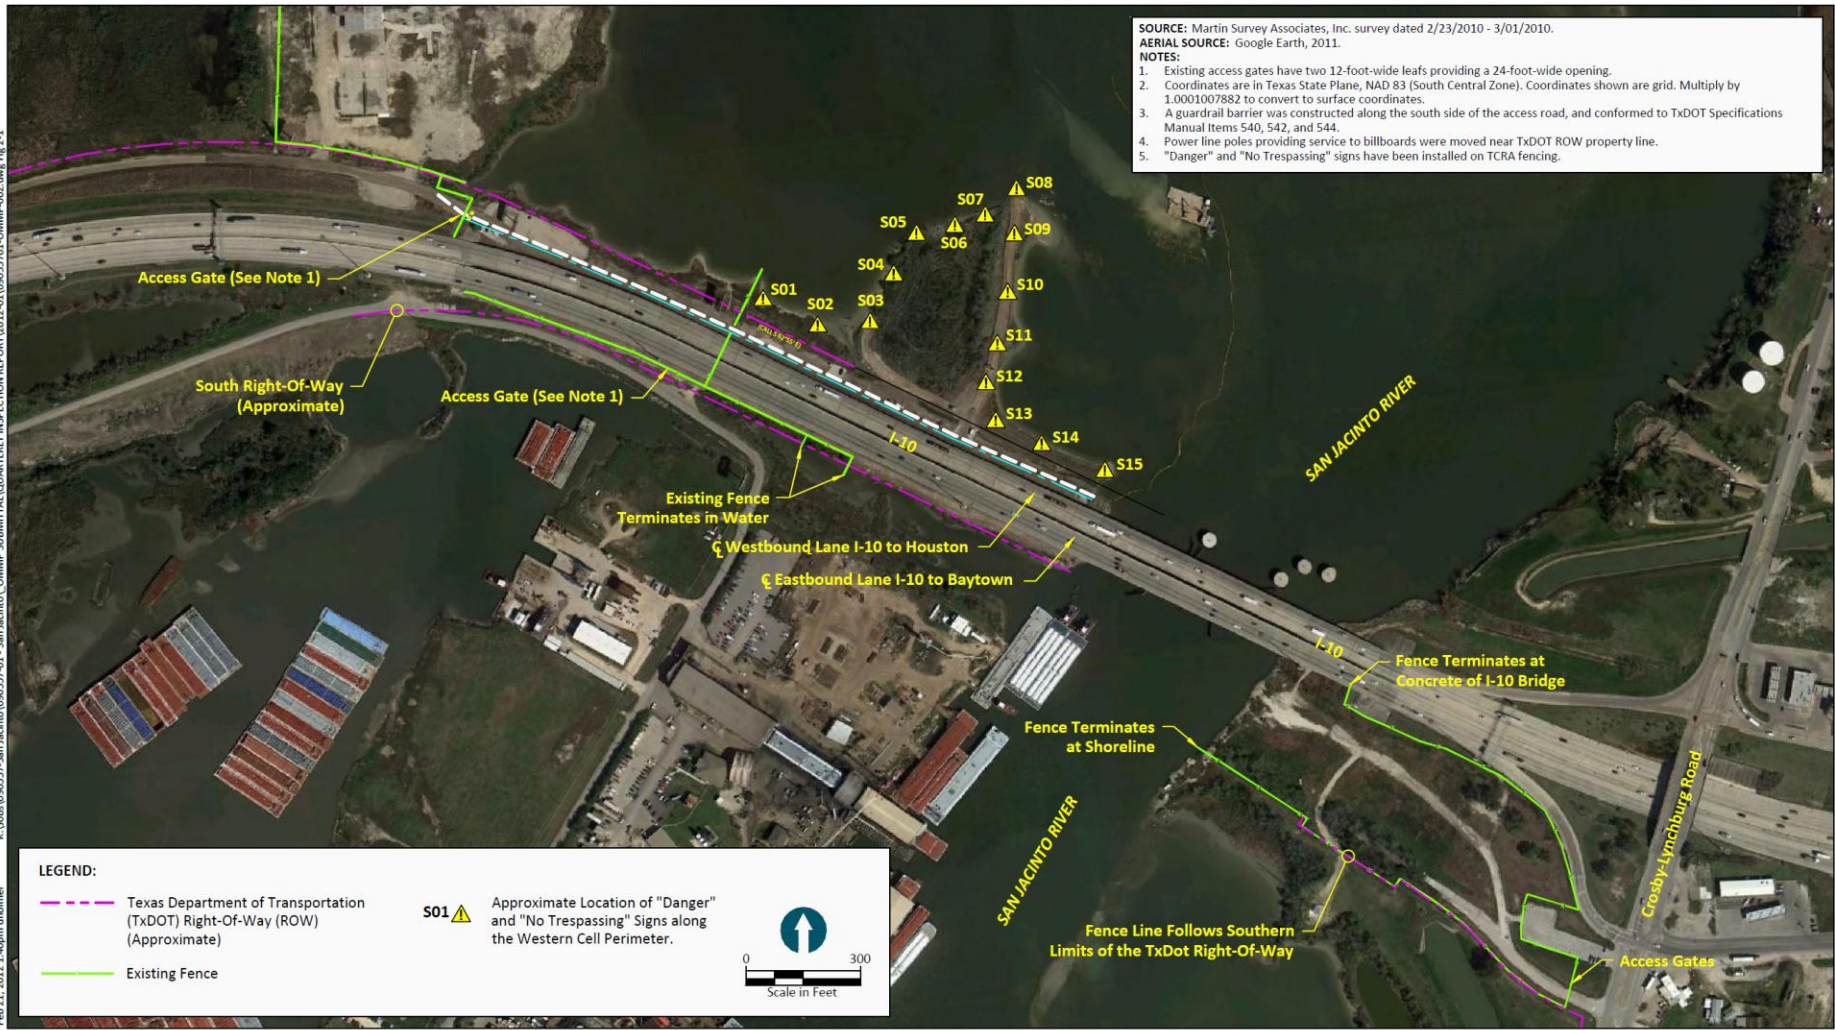 SOURCE: Martin Survey Associates, Inc. survey dated 2/23/2010 - 3/01/2010.
AERIAL SOURCE: Google Earth, 2011.
NOTES:
1. Existing access gates have two 12-foot-wide leafs providing a 24-foot-wide opening.
2. Coordinates are in Texas State Plane, NAD 83 (South Central Zone). Coordinates shown are grid. Multiply by
1.0001007882 to convert to surface coordinates.
3. A guardrail barrier was constructed along the south side of the access road, and conformed to TxDOT Specifications
Manual Items 540, 542, and 544.
4. Power line poles providing service to billboards were moved near TxDOT ROW property line.
5. "Danger" and "No Trespassing" signs have been installed on TCRA fencing.
S08
S07
S05
S06
S09
S04
S01
S10
S02
S03
S11
S12
S13
S14
S15
Access Gate (See Note 1)
South Right-Of-Way
(Approximate)
Access Gate (See Note 1)
I-10
SAN JACINTO RIVER
Existing Fence
Terminates in Water
℄ Westbound Lane I-10 to Houston
℄ Eastbound Lane I-10 to Baytown
I-10
Fence Terminates at
Concrete of I-10 Bridge
Fence Terminates
at Shoreline
SAN JACINTO RIVER
Crosby-Lynchburg Road
Fence Line Follows Southern
Limits of the TxDot Right-Of-Way
Access Gates
LEGEND:
Texas Department of Transportation
(TxDOT) Right-Of-Way (ROW)
(Approximate)
Existing Fence
S01
Approximate Location of "Danger"
and "No Trespassing" Signs along
the Western Cell Perimeter.
0 300
Scale in Feet